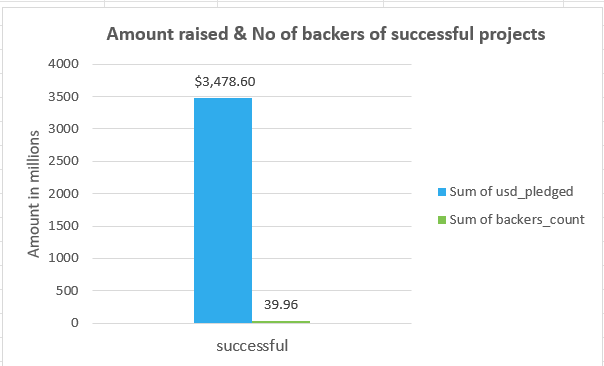 Amount raised & No of backers of successful projects
Amount in millions
4000
3500
3000
2500
2000
1500
1000
500
0
$3,478.60
39.96
successful
Sum of usd_pledged
Sum of backers_count